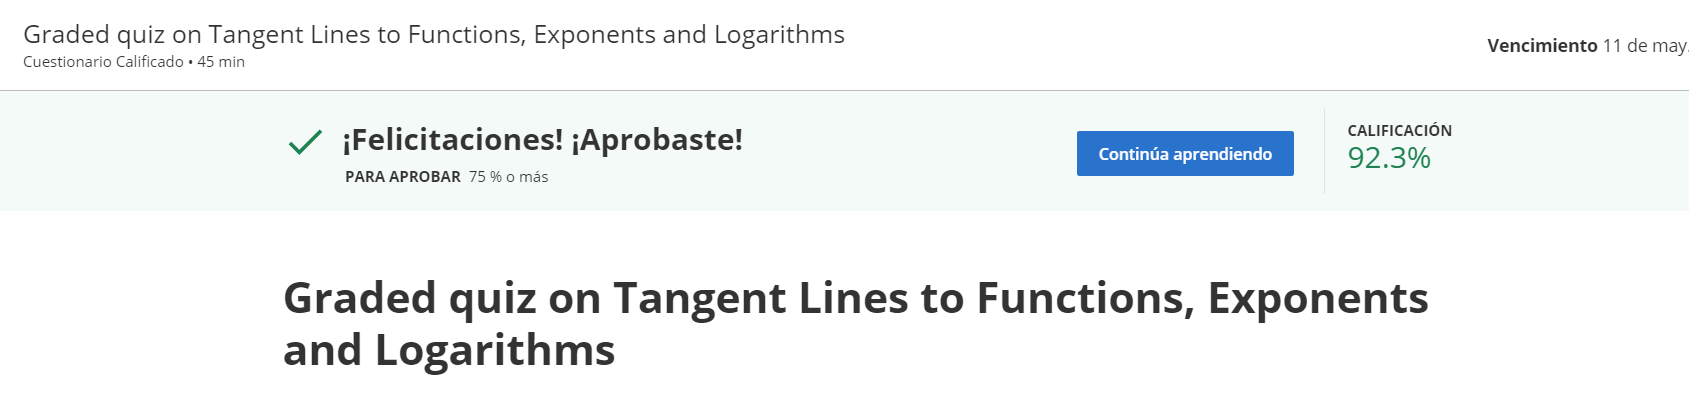 Graded quiz on Tangent Lines to Functions, Exponents and Logarithms
Cuestionario Calificado • 45 min
Vencimiento 11 de may.
¡Felicitaciones! ¡Aprobaste!
PARA APROBAR 75 % o más
Continúa aprendiendo
CALIFICACIÓN
92.3%
Graded quiz on Tangent Lines to Functions, Exponents
and Logarithms